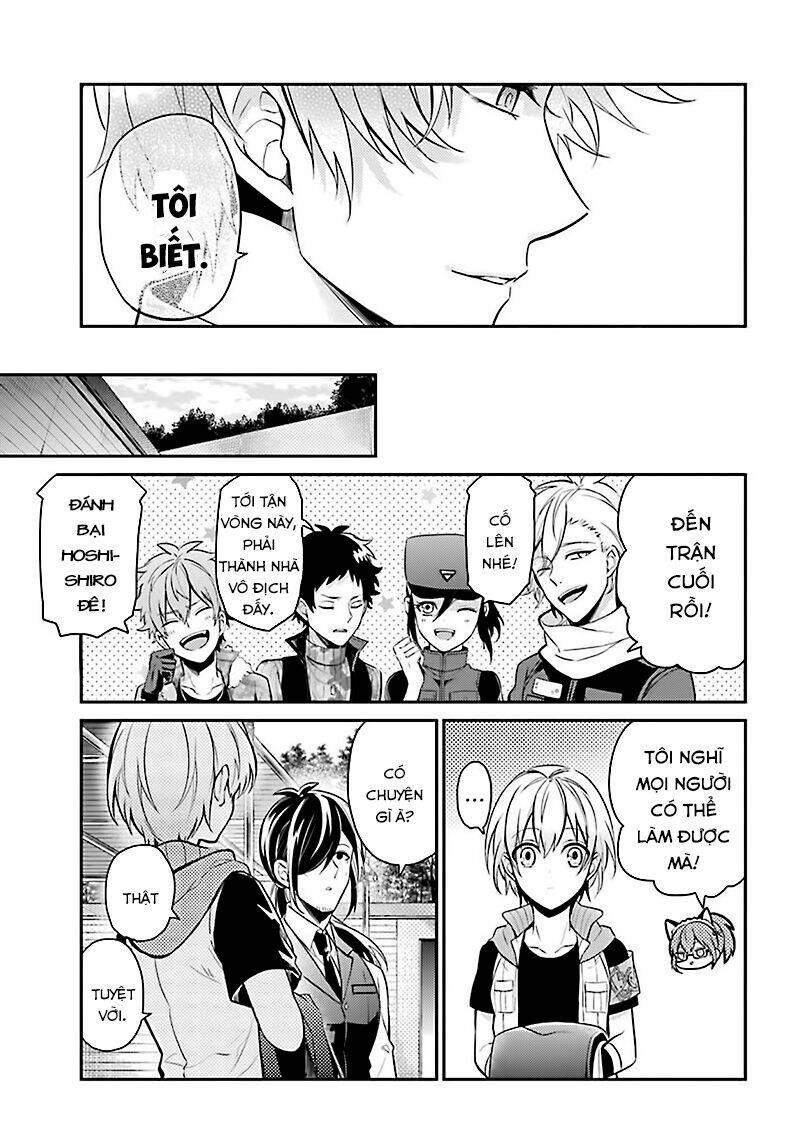 TÔI
BIẾT.
ĐẾN
TRẬN
CUỐI
RỒI!
CỐ
LÊN
NHÉ!
TỚI TẬN
VÒNG NÀY,
PHẢI
THÀNH NHÀ
VÔ ĐỊCH
ĐẤY.
ĐÁNH
BẠI
HOSHI-
SHIRO
ĐÊ!
TÔI NGHĨ
MỌI NGƯỜI
CÓ THỂ
LÀM ĐƯỢC
MÀ!
...
CÓ
CHUYỆN
GÌ À?
THẬT
TUYỆT
VỜI.